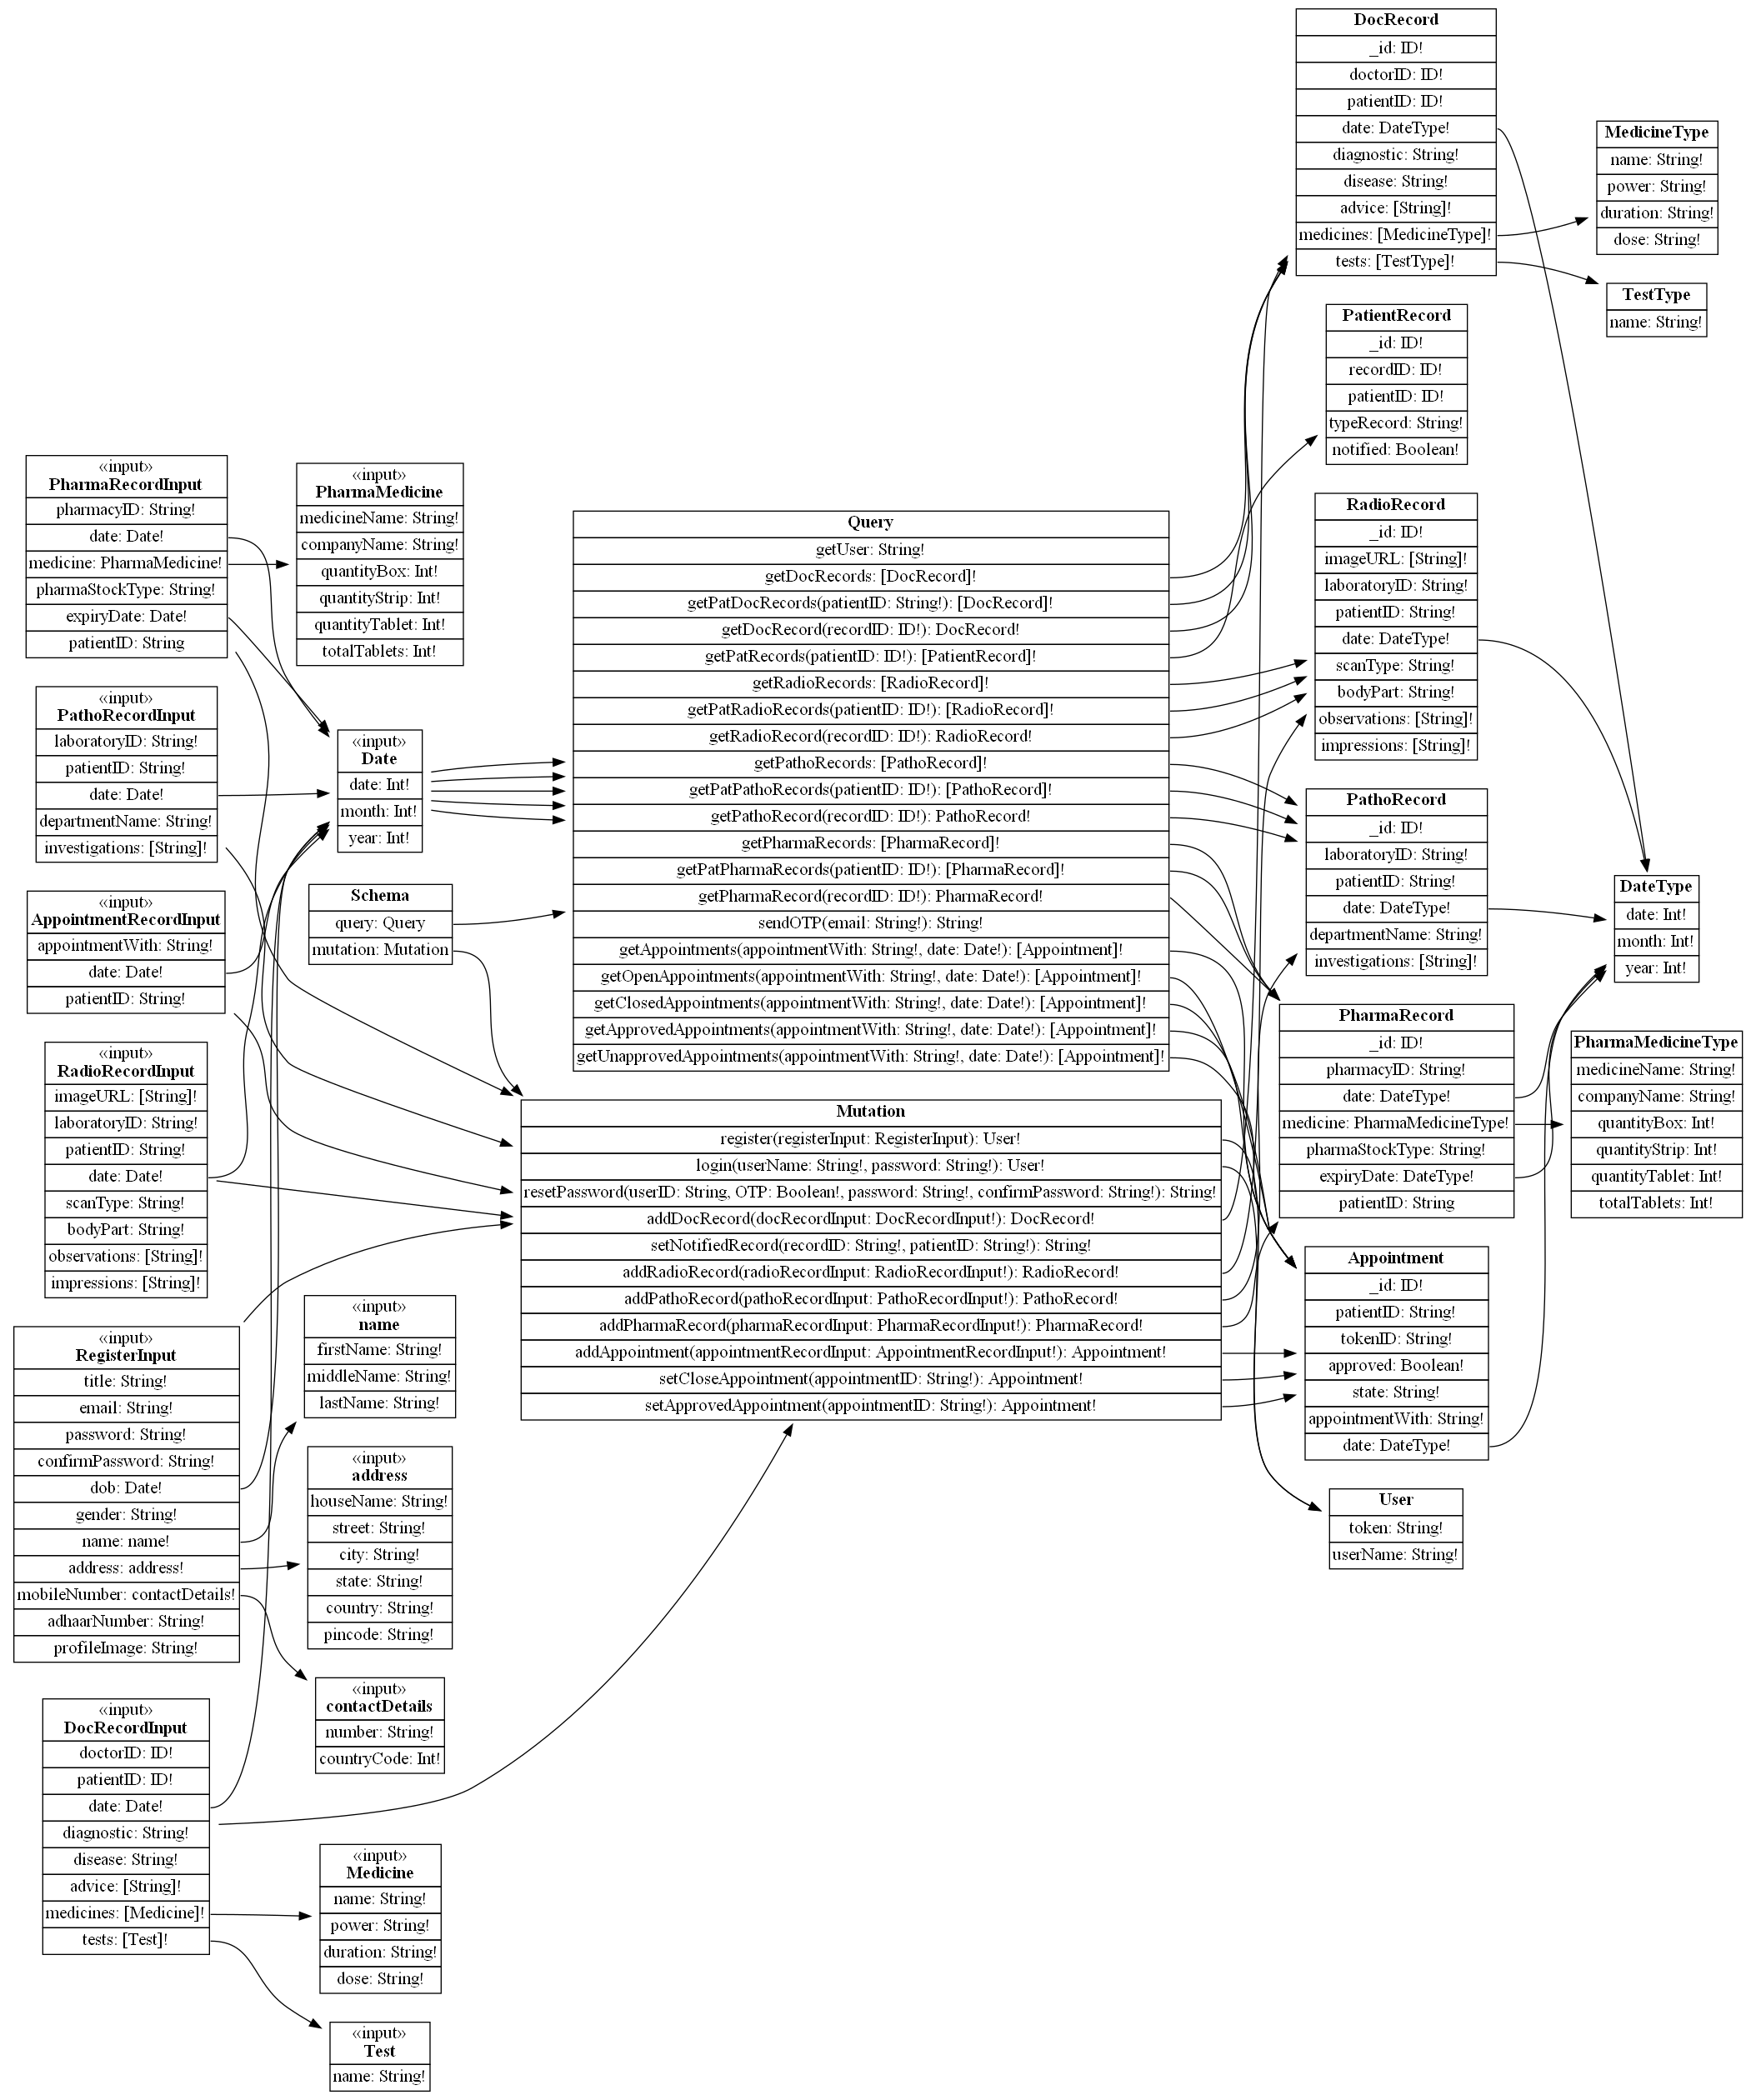 «input»
PharmaRecordInput
pharmacyID: String!
date: Date!
medicine: PharmaMedicine!
pharmaStockType: String!
expiryDate: Date!
patientID: String
«input»
PathoRecordInput
laboratoryID: String!
patientID: String!
date: Date!
departmentName: String!
investigations: [String]!
«input»
AppointmentRecordInput
appointmentWith: String!
date: Date!
patientID: String!
«input»
RadioRecordInput
imageURL: [String]!
laboratoryID: String!
patientID: String!
date: Date!
scanType: String!
bodyPart: String!
observations: [String]!
impressions: [String]!
«input»
RegisterInput
title: String!
email: String!
password: String!
confirmPassword: String!
dob: Date!
gender: String!
name: name!
address: address!
mobileNumber: contactDetails!
adhaarNumber: String!
profileImage: String!
«input»
DocRecordInput
doctorID: ID!
patientID: ID!
date: Date!
diagnostic: String!
disease: String!
advice: [String]!
medicines: [Medicine]!
tests: [Test]!
«input»
PharmaMedicine
medicineName: String!
companyName: String!
quantityBox: Int!
quantityStrip: Int!
quantityTablet: Int!
totalTablets: Int!
«input»
Date
date: Int!
month: Int!
year: Int!
Schema
query: Query
mutation: Mutation
«input»
name
firstName: String!
middleName: String!
lastName: String!
«input»
address
houseName: String!
street: String!
city: String!
state: String!
country: String!
pincode: String!
«input»
contactDetails
number: String!
countryCode: Int!
«input»
Medicine
name: String!
power: String!
duration: String!
dose: String!
«input»
Test
name: String!
Query
getUser: String!
getDocRecords: [DocRecord]!
getPatDocRecords(patientID: String!): [DocRecord]!
getDocRecord(recordID: ID!): DocRecord!
getPatRecords(patientID: ID!): [PatientRecord]!
getRadioRecords: [RadioRecord]!
getPatRadioRecords(patientID: ID!): [RadioRecord]!
getRadioRecord(recordID: ID!): RadioRecord!
getPathoRecords: [PathoRecord]!
getPatPathoRecords(patientID: ID!): [PathoRecord]!
getPathoRecord(recordID: ID!): PathoRecord!
getPharmaRecords: [PharmaRecord]!
getPatPharmaRecords(patientID: ID!): [PharmaRecord]!
getPharmaRecord(recordID: ID!): PharmaRecord!
sendOTP(email: String!): String!
getAppointments(appointmentWith: String!, date: Date!): [Appointment]!
getOpenAppointments(appointmentWith: String!, date: Date!): [Appointment]!
getClosedAppointments(appointmentWith: String!, date: Date!): [Appointment]!
getApprovedAppointments(appointmentWith: String!, date: Date!): [Appointment]!
getUnapprovedAppointments(appointmentWith: String!, date: Date!): [Appointment]!
Mutation
register(registerInput: RegisterInput): User!
login(userName: String!, password: String!): User!
resetPassword(userID: String, OTP: Boolean!, password: String!, confirmPassword: String!): String!
addDocRecord(docRecordInput: DocRecordInput!): DocRecord!
setNotifiedRecord(recordID: String!, patientID: String!): String!
addRadioRecord(radioRecordInput: RadioRecordInput!): RadioRecord!
addPathoRecord(pathoRecordInput: PathoRecordInput!): PathoRecord!
addPharmaRecord(pharmaRecordInput: PharmaRecordInput!): PharmaRecord!
addAppointment(appointmentRecordInput: AppointmentRecordInput!): Appointment!
setCloseAppointment(appointmentID: String!): Appointment!
setApprovedAppointment(appointmentID: String!): Appointment!
DocRecord
_id: ID!
doctorID: ID!
patientID: ID!
date: DateType!
diagnostic: String!
disease: String!
advice: [String]!
medicines: [MedicineType]!
tests: [TestType]!
PatientRecord
_id: ID!
recordID: ID!
patientID: ID!
typeRecord: String!
notified: Boolean!
RadioRecord
_id: ID!
imageURL: [String]!
laboratoryID: String!
patientID: String!
date: DateType!
scanType: String!
bodyPart: String!
observations: [String]!
impressions: [String]!
PathoRecord
_id: ID!
laboratoryID: String!
patientID: String!
date: DateType!
departmentName: String!
investigations: [String]!
PharmaRecord
_id: ID!
pharmacyID: String!
date: DateType!
medicine: PharmaMedicineType!
pharmaStockType: String!
expiryDate: DateType!
patientID: String
Appointment
_id: ID!
patientID: String!
tokenID: String!
approved: Boolean!
state: String!
appointmentWith: String!
date: DateType!
User
token: String!
userName: String!
MedicineType
name: String!
power: String!
duration: String!
dose: String!
TestType
name: String!
DateType
date: Int!
month: Int!
year: Int!
PharmaMedicineType
medicineName: String!
companyName: String!
quantityBox: Int!
quantityStrip: Int!
quantityTablet: Int!
totalTablets: Int!